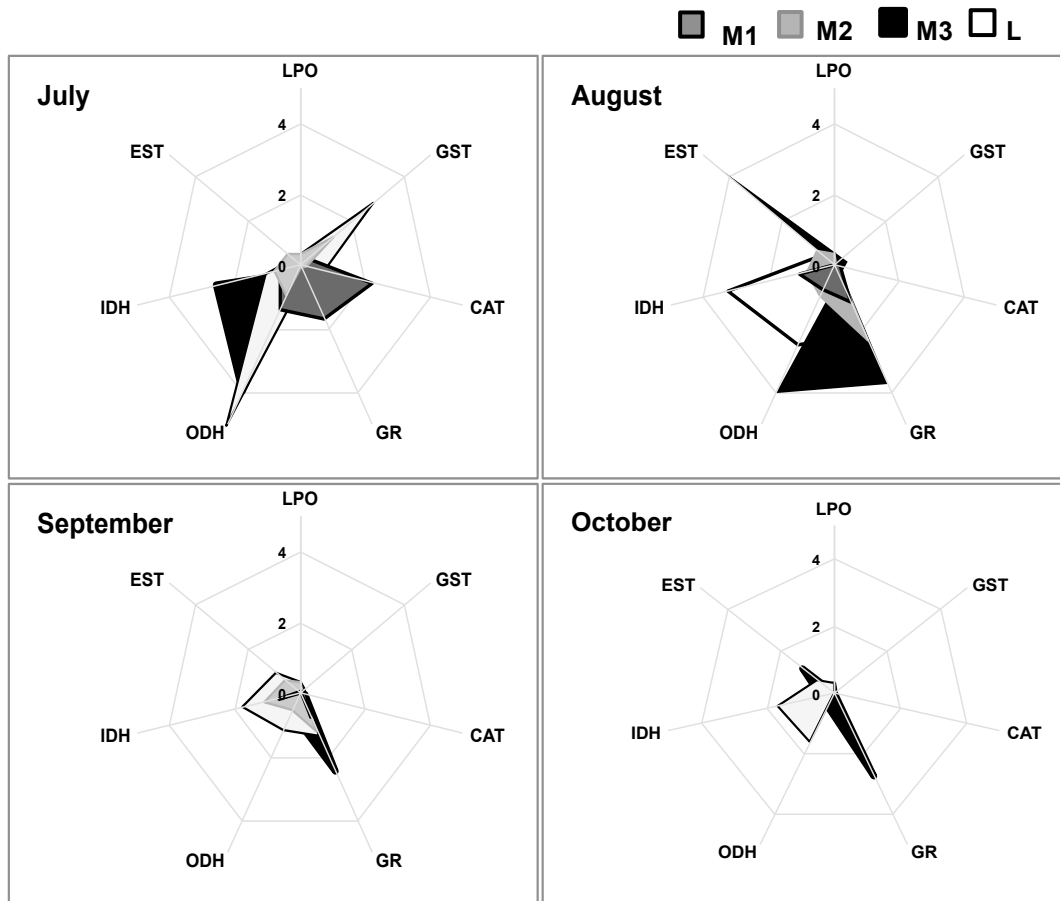 M1 M2 M3 L
July
LPO
4
EST
GST
2
0
IDH
CAT
ODH
GR
August
LPO
4
EST
GST
2
0
IDH
CAT
ODH
GR
September
LPO
4
EST
GST
2
0
IDH
CAT
ODH
GR
October
LPO
4
EST
GST
2
0
IDH
CAT
ODH
GR